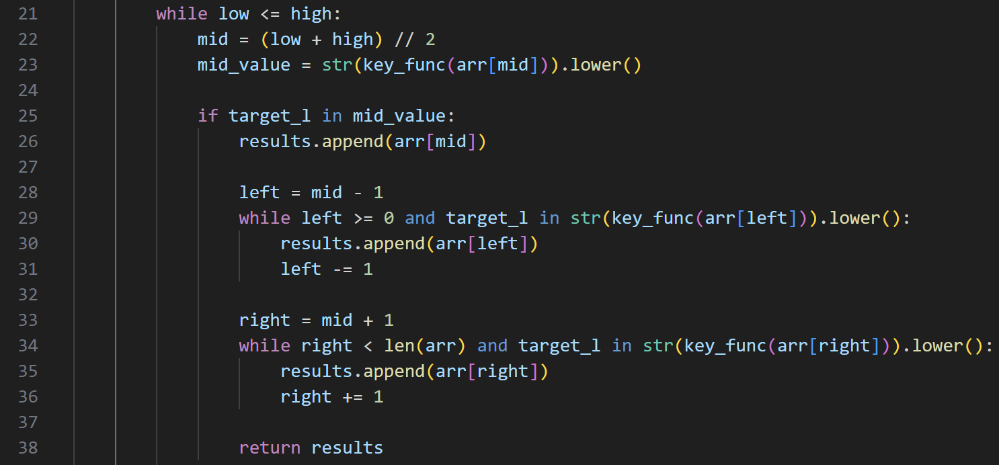 21 while low <= high:
22 mid = (low + high) // 2
23 mid_value = str(key_func(arr[mid])).lower()
24
25 if target_l in mid_value:
26 results.append(arr[mid])
27
28 left = mid - 1
29 while left >= 0 and target_l in str(key_func(arr[left])).lower():
30 results.append(arr[left])
31 left -= 1
32
33 right = mid + 1
34 while right < len(arr) and target_l in str(key_func(arr[right])).lower():
35 results.append(arr[right])
36 right += 1
37
38 return results